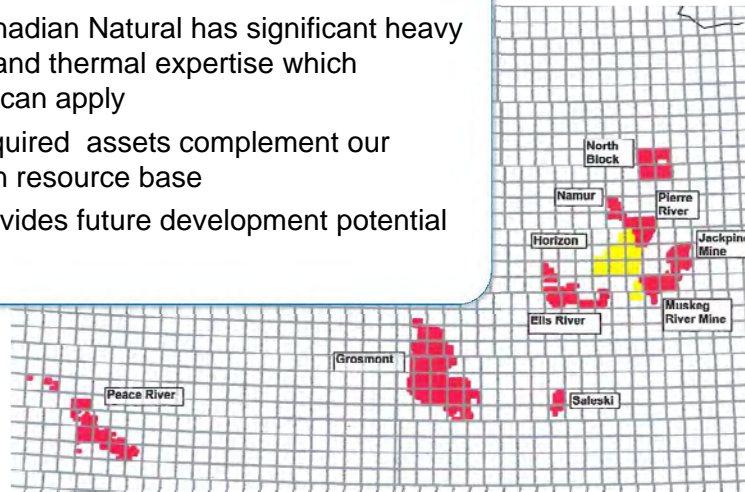 nadian Natural has significant heavy
and thermal expertise which
can apply
quired assets complement our
n resource base
vides future development potential
North
Block
Namur
Pierre
River
Horizon
Jackpine
Mine
Ells River
Muskeg
River Mine
Grosmont
Peace River
Saleski